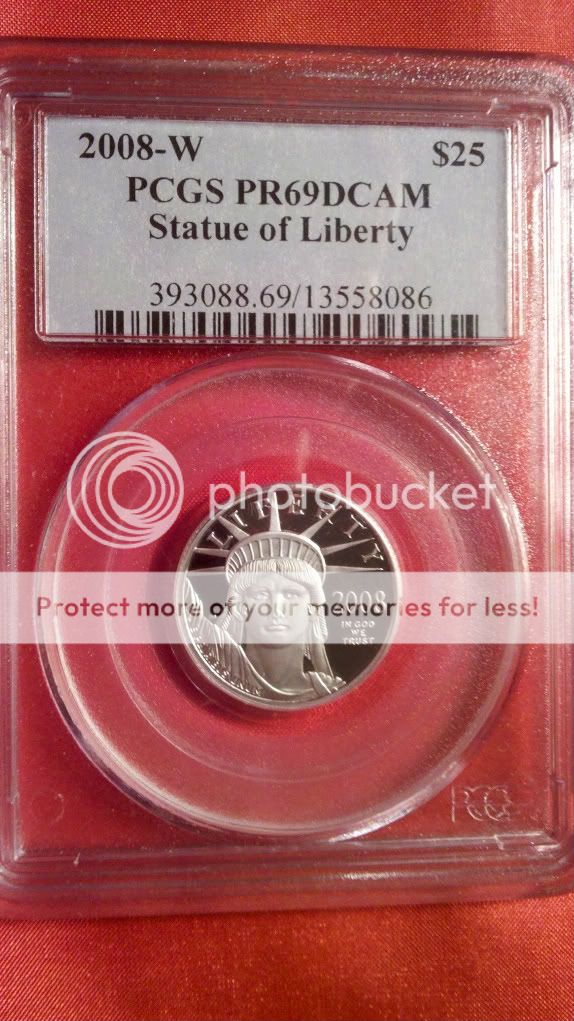 2008-W $25
PCGS PR69DCAM
Statue of Liberty
393088.69/13558086
photobucket
LIBERTY
Protect more of your memories for less!
2008
IN GOD
WE
TRUST
PCGS